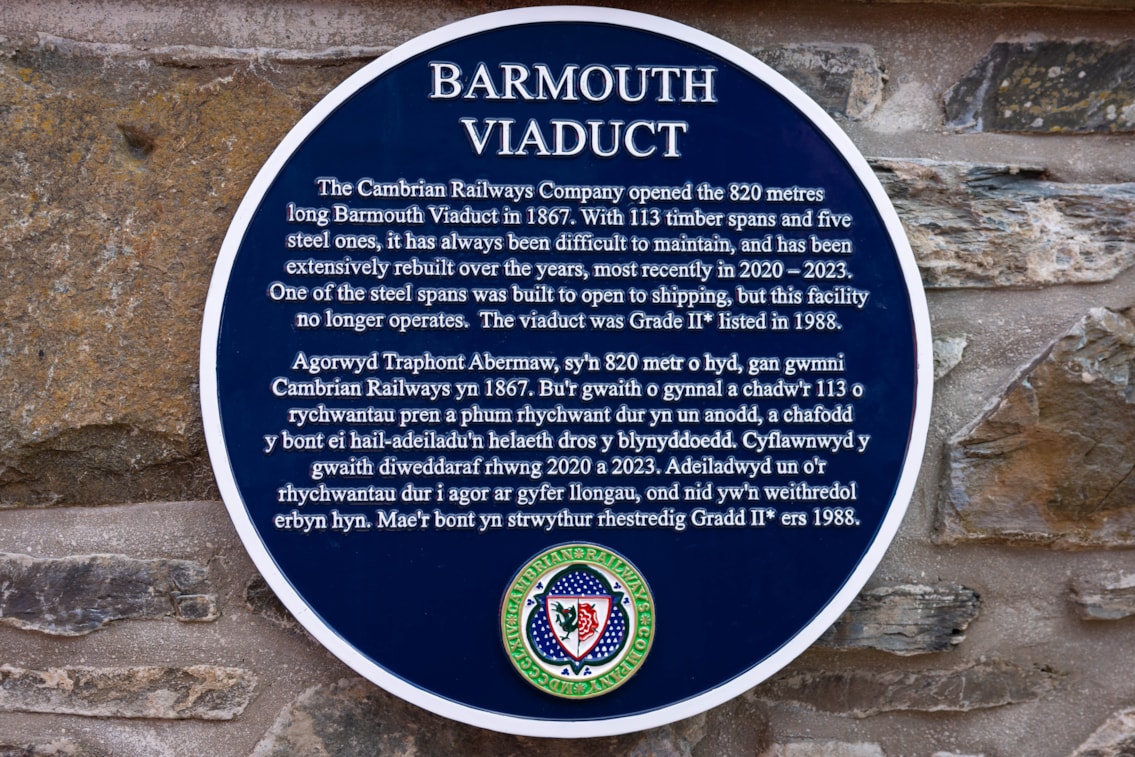 BARMOUTH
VIADUCT
The Cambrian Railways Company opened the 820 metres
long Barmouth Viaduct in 1867. With 113 timber spans and five
steel ones, it has always been difficult to maintain, and has been
extensively rebuilt over the years, most recently in 2020 – 2023.
One of the steel spans was built to open to shipping, but this facility
no longer operates. The viaduct was Grade II* listed in 1988.
Agorwyd Traphont Abermaw, sy'n 820 metr o hyd, gan gwmni
Cambrian Railways yn 1867. Bu'r gwaith o gynnal a chadw'r 113 o
rychwantau pren a phum rhychwant dur yn un anodd, a chafodd
y bont ei hail-adeiladu'n helaeth dros y blynyddoedd. Cyflawnwyd y
gwaith diweddaraf rhwng 2020 a 2023. Adeiladwyd un o'r
rhychwantau dur i agor ar gyfer llongau, ond nid yw'n weithredol
erbyn hyn. Mae'r bont yn strwythur rhestredig Gradd II* ers 1988.
CAMBRIAN RAILWAYS COMPANY MDCCCLXIV